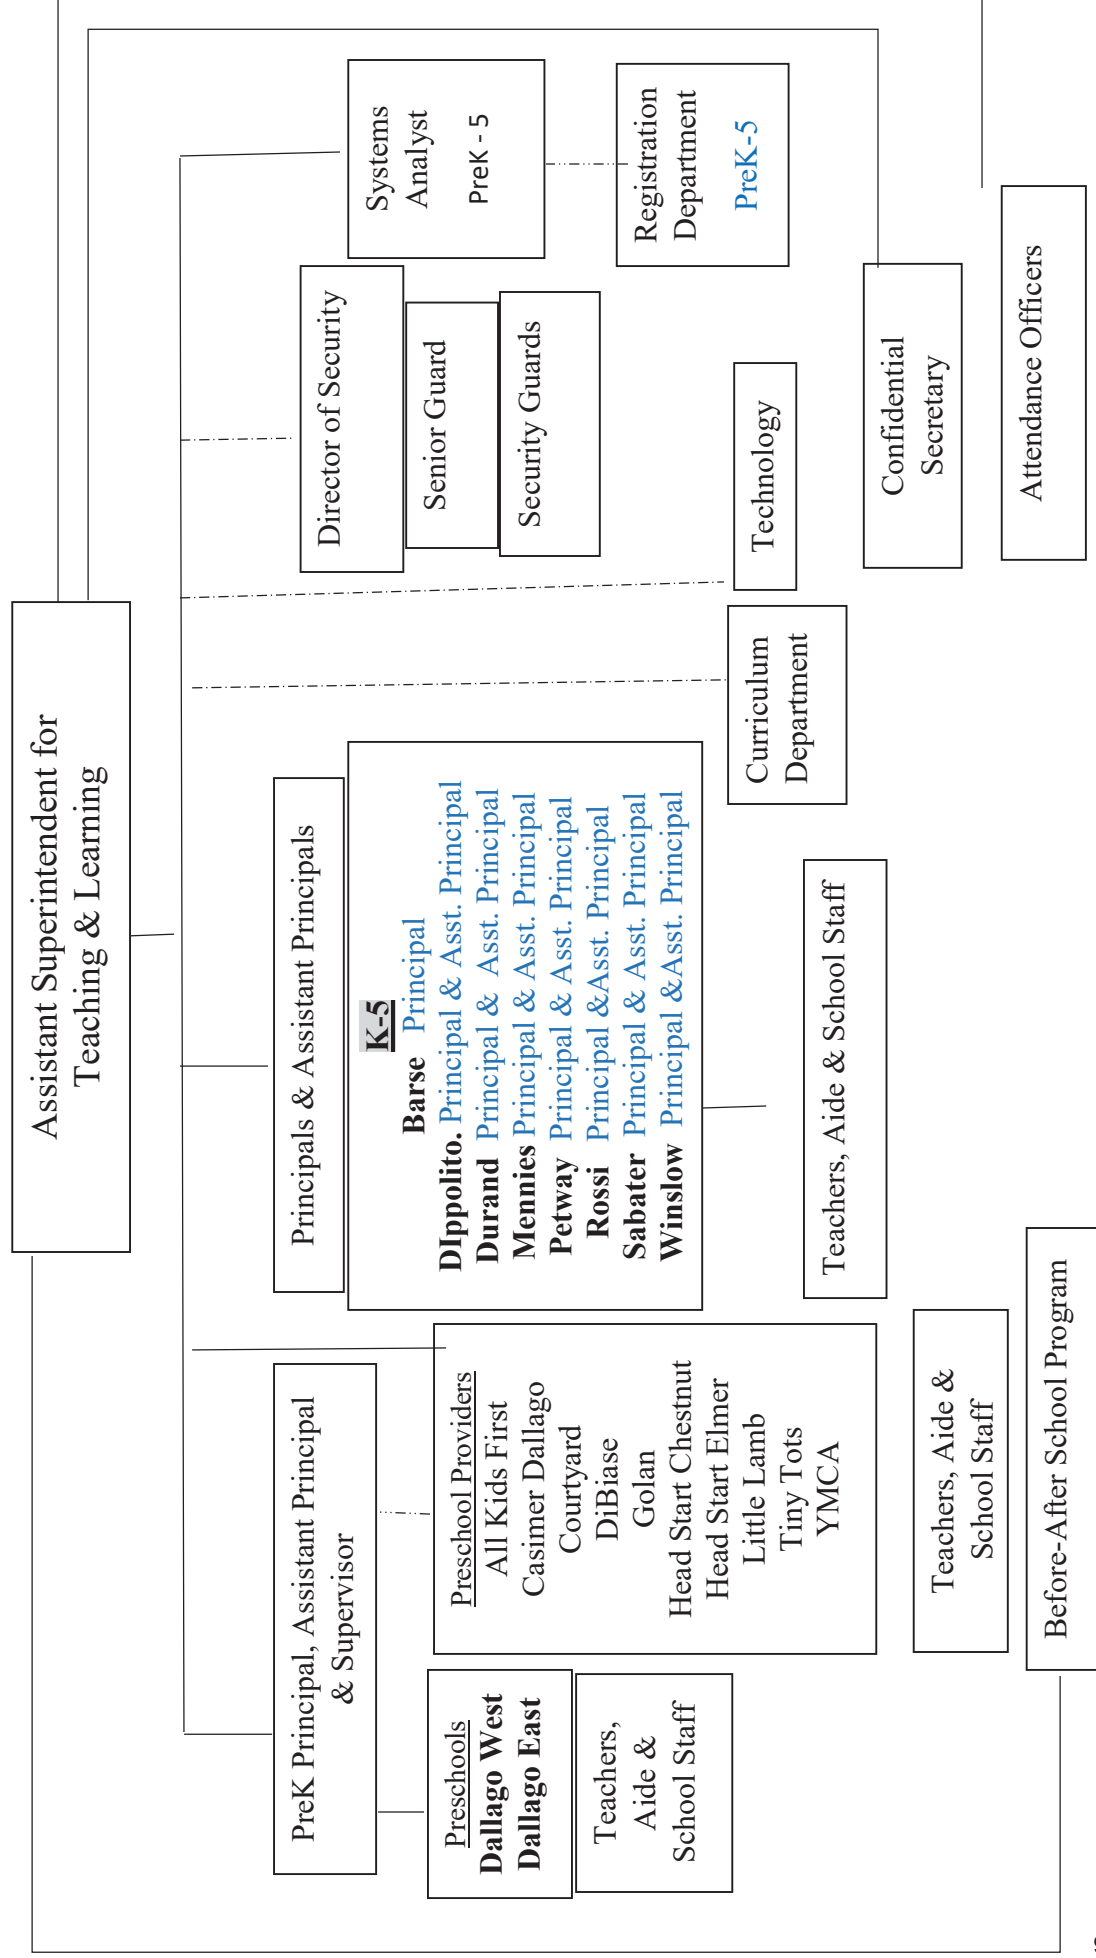 Assistant Superintendent for
Teaching & Learning
PreK Principal, Assistant Principal
& Supervisor
Principals & Assistant Principals
Director of Security
Senior Guard
Security Guards
Systems
Analyst
PreK - 5
Registration
Department
PreK-5
Preschools
Dallago West
Dallago East
Teachers,
Aide &
School Staff
Preschool Providers
All Kids First
Casimer Dallago
Courtyard
DiBiase
Golan
Head Start Chestnut
Head Start Elmer
Little Lamb
Tiny Tots
YMCA
K-5
Barse Principal
DIppolito. Principal & Asst. Principal
Durand Principal & Asst. Principal
Mennies Principal & Asst. Principal
Petway Principal & Asst. Principal
Rossi Principal &Asst. Principal
Sabater Principal & Asst. Principal
Winslow Principal &Asst. Principal
Curriculum
Department
Technology
Teachers, Aide & School Staff
Confidential
Secretary
Teachers, Aide &
School Staff
Attendance Officers
Before-After School Program